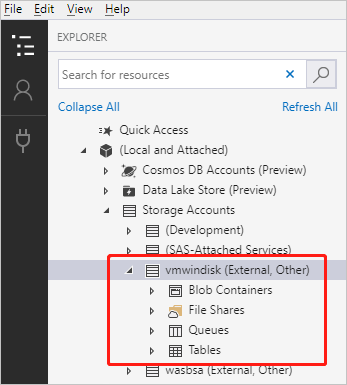 File Edit View Help
EXPLORER
Search for resources
Collapse All Refresh All
Quick Access
(Local and Attached)
Cosmos DB Accounts (Preview)
Data Lake Store (Preview)
Storage Accounts
(Development)
(SAS-Attached Services)
vmwindisk (External, Other)
Blob Containers
File Shares
Queues
Tables
wasbsa (External, Other)